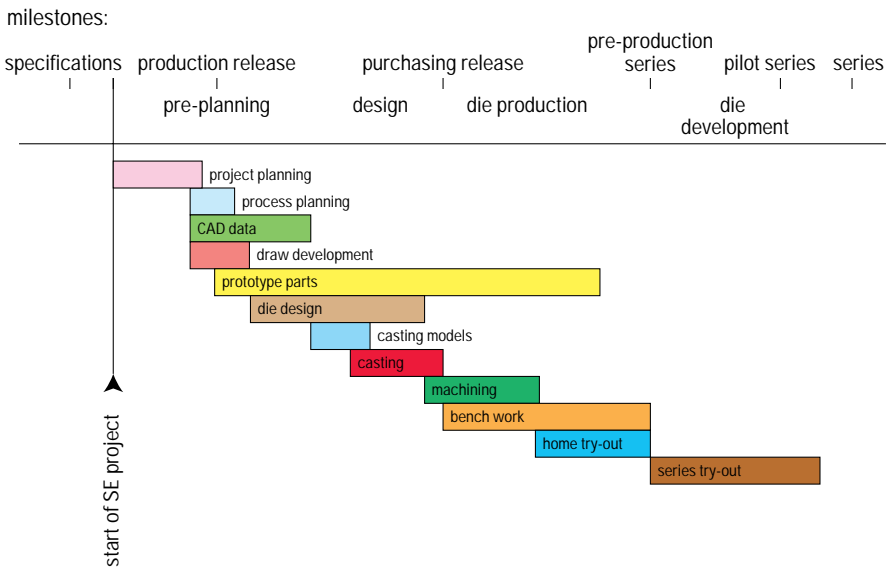 milestones:
pre-production
specifications production release purchasing release series pilot series series
pre-planning design die production die
development
project planning
process planning
CAD data
draw development
prototype parts
die design
casting models
casting
machining
bench work
home try-out
series try-out
start of SE project